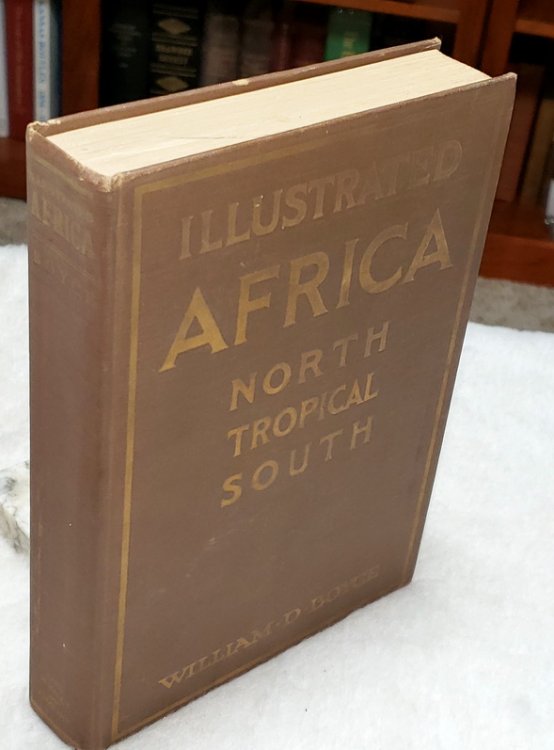 ILLUSTRATED
AFRICA
NORTH
TROPICAL
SOUTH
WILLIAM · D · BOYCE
AFRICA